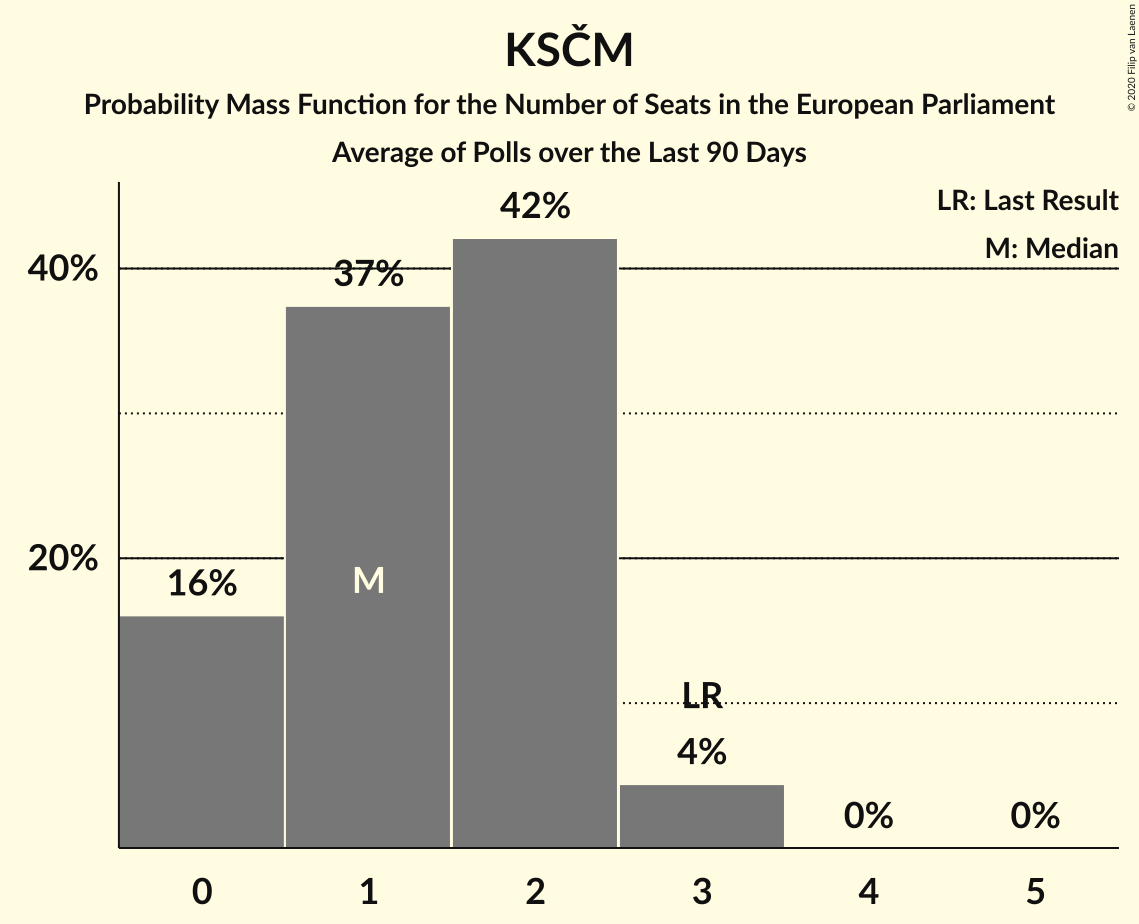 KSČM
Probability Mass Function for the Number of Seats in the European Parliament
Average of Polls over the Last 90 Days
© 2020 Filip van Laenen
LR: Last Result
M: Median
42%
40%
37%
20%
16%
M
LR
4%
0%
0%
0 1 2 3 4 5